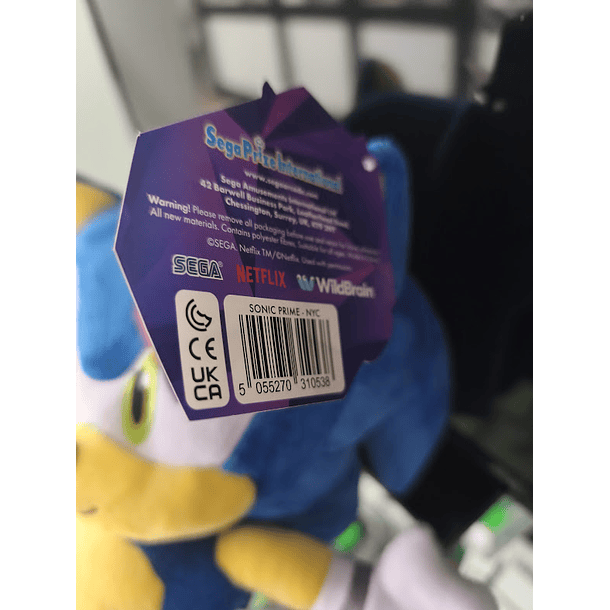 Sega Prize International
www.segaarcade.com
Sega Amusements International Ltd
42 Barwell Business Park, Leatherhead Road,
Chessington, Surrey, UK, KT9 2NY
Warning! Please remove all packaging before use and retain for future reference.
All new materials. Contains polyester fibres. Suitable for all ages.
©SEGA. Netflix TM/©Netflix. Used with permission.
SEGA NETFLIX WildBrain
SONIC PRIME - NYC
CE
UK
CA
5 055270 310538